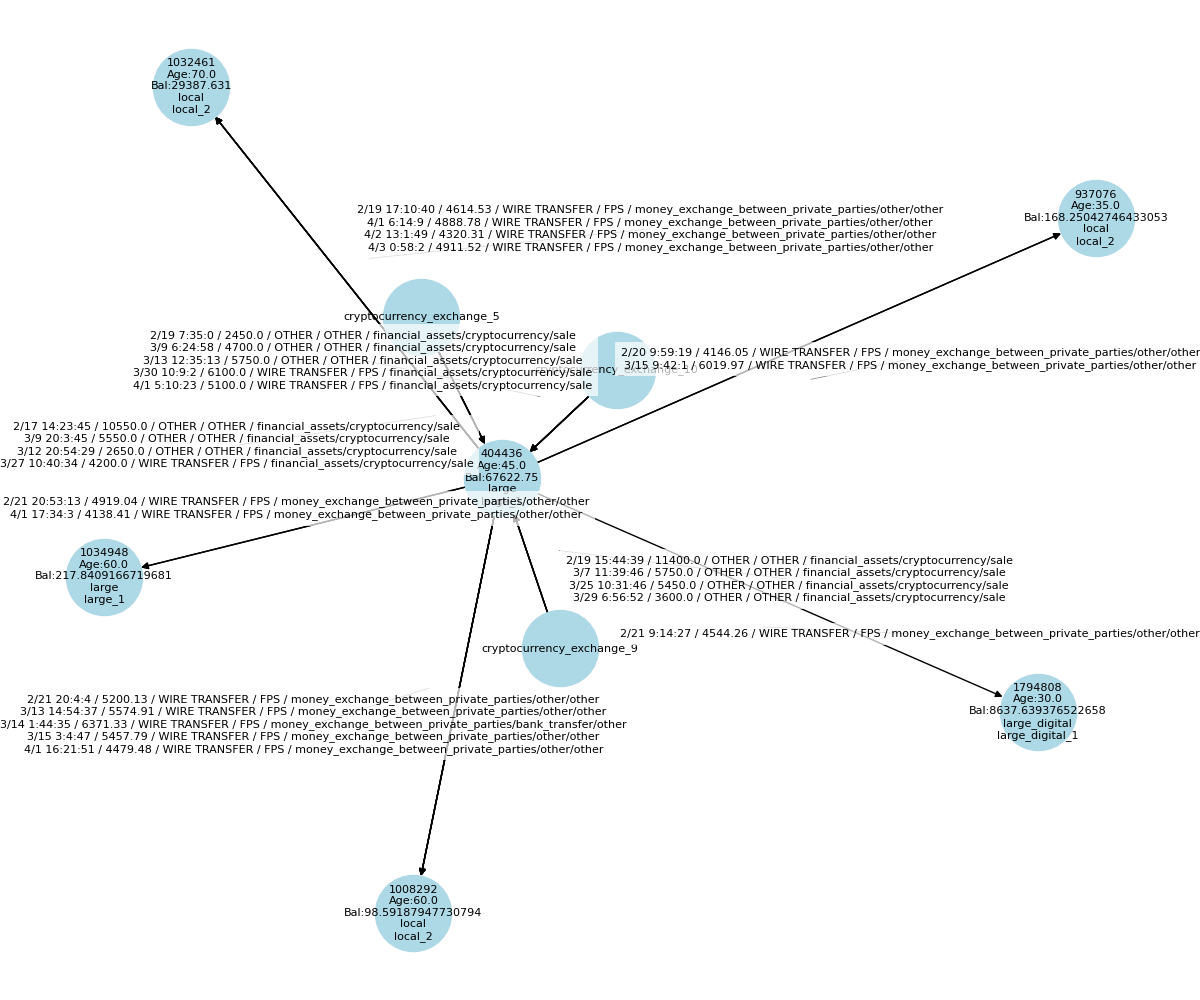 1032461
Age:70.0
Bal:29387.631
local
local_2
937076
Age:35.0
Bal:168.25042746433053
local
local_2
2/19 17:10:40 / 4614.53 / WIRE TRANSFER / FPS / money_exchange_between_private_parties/other/other
4/1 6:14:9 / 4888.78 / WIRE TRANSFER / FPS / money_exchange_between_private_parties/other/other
4/2 13:1:49 / 4320.31 / WIRE TRANSFER / FPS / money_exchange_between_private_parties/other/other
4/3 0:58:2 / 4911.52 / WIRE TRANSFER / FPS / money_exchange_between_private_parties/other/other
cryptocurrency_exchange_5
2/19 7:35:0 / 2450.0 / OTHER / OTHER / financial_assets/cryptocurrency/sale
3/9 6:24:58 / 4700.0 / OTHER / OTHER / financial_assets/cryptocurrency/sale
3/13 12:35:13 / 5750.0 / OTHER / OTHER / financial_assets/cryptocurrency/sale
3/30 10:9:2 / 6100.0 / WIRE TRANSFER / FPS / financial_assets/cryptocurrency/sale
4/1 5:10:23 / 5100.0 / WIRE TRANSFER / FPS / financial_assets/cryptocurrency/sale
2/20 9:59:19 / 4146.05 / WIRE TRANSFER / FPS / money_exchange_between_private_parties/other/other
3/15 9:42:1 / 6019.97 / WIRE TRANSFER / FPS / money_exchange_between_private_parties/other/other
cryptocurrency_exchange_10
2/17 14:23:45 / 10550.0 / OTHER / OTHER / financial_assets/cryptocurrency/sale
3/9 20:3:45 / 5550.0 / OTHER / OTHER / financial_assets/cryptocurrency/sale
3/12 20:54:29 / 2650.0 / OTHER / OTHER / financial_assets/cryptocurrency/sale
3/27 10:40:34 / 4200.0 / WIRE TRANSFER / FPS / financial_assets/cryptocurrency/sale
404436
Age:45.0
Bal:67622.75
large
2/21 20:53:13 / 4919.04 / WIRE TRANSFER / FPS / money_exchange_between_private_parties/other/other
4/1 17:34:3 / 4138.41 / WIRE TRANSFER / FPS / money_exchange_between_private_parties/other/other
1034948
Age:60.0
Bal:217.8409166719681
large
large_1
2/19 15:44:39 / 11400.0 / OTHER / OTHER / financial_assets/cryptocurrency/sale
3/7 11:39:46 / 5750.0 / OTHER / OTHER / financial_assets/cryptocurrency/sale
3/25 10:31:46 / 5450.0 / OTHER / OTHER / financial_assets/cryptocurrency/sale
3/29 6:56:52 / 3600.0 / OTHER / OTHER / financial_assets/cryptocurrency/sale
2/21 9:14:27 / 4544.26 / WIRE TRANSFER / FPS / money_exchange_between_private_parties/other/other
cryptocurrency_exchange_9
2/21 20:4:4 / 5200.13 / WIRE TRANSFER / FPS / money_exchange_between_private_parties/other/other
3/13 14:54:37 / 5574.91 / WIRE TRANSFER / FPS / money_exchange_between_private_parties/other/other
3/14 1:44:35 / 6371.33 / WIRE TRANSFER / FPS / money_exchange_between_private_parties/bank_transfer/other
3/15 3:4:47 / 5457.79 / WIRE TRANSFER / FPS / money_exchange_between_private_parties/other/other
4/1 16:21:51 / 4479.48 / WIRE TRANSFER / FPS / money_exchange_between_private_parties/other/other
1794808
Age:30.0
Bal:8637.639376522658
large_digital
large_digital_1
1008292
Age:60.0
Bal:98.59187947730794
local
local_2